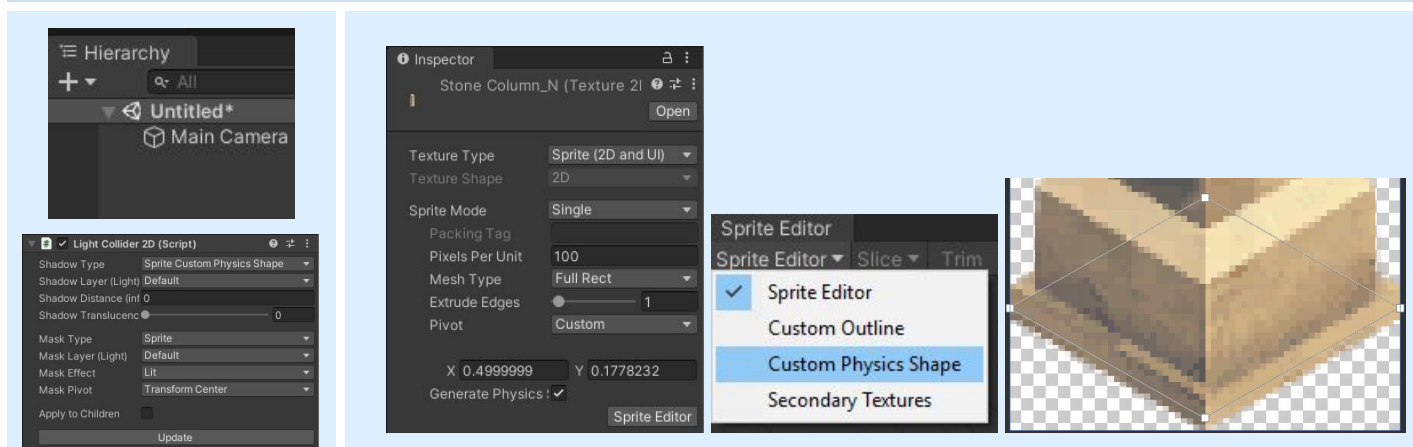 Hierarchy
All
Untitled*
Main Camera
Light Collider 2D (Script)
Shadow Type Sprite Custom Physics Shape
Shadow Layer (Light) Default
Shadow Distance (inf 0
Shadow Translucenc 0
Mask Type Sprite
Mask Layer (Light) Default
Mask Effect Lit
Mask Pivot Transform Center
Apply to Children
Update
Inspector
Stone Column_N (Texture 2I
Open
Texture Type Sprite (2D and UI)
Texture Shape 2D
Sprite Mode Single
Packing Tag
Pixels Per Unit 100
Mesh Type Full Rect
Extrude Edges 1
Pivot Custom
X 0.4999999 Y 0.1778232
Generate Physics
Sprite Editor
Sprite Editor
Sprite Editor Slice Trim
Sprite Editor
Custom Outline
Custom Physics Shape
Secondary Textures